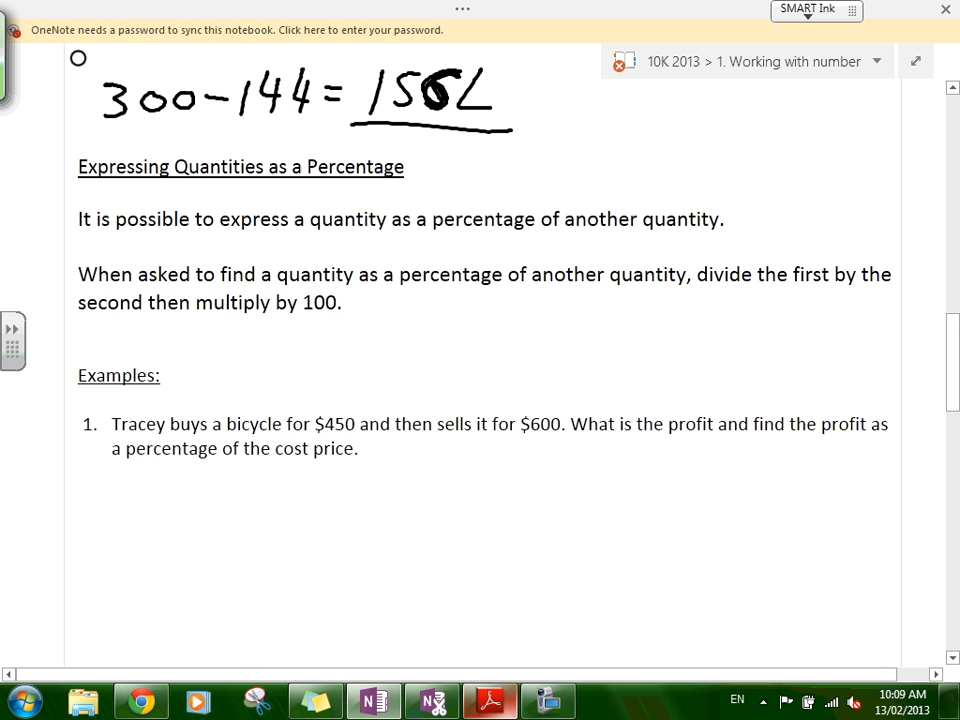 SMART Ink
OneNote needs a password to sync this notebook. Click here to enter your password.
10K 2013 > 1. Working with number
300-144=156L
Expressing Quantities as a Percentage
It is possible to express a quantity as a percentage of another quantity.
When asked to find a quantity as a percentage of another quantity, divide the first by the
second then multiply by 100.
Examples:
1. Tracey buys a bicycle for $450 and then sells it for $600. What is the profit and find the profit as
a percentage of the cost price.
EN
10:09 AM
13/02/2013